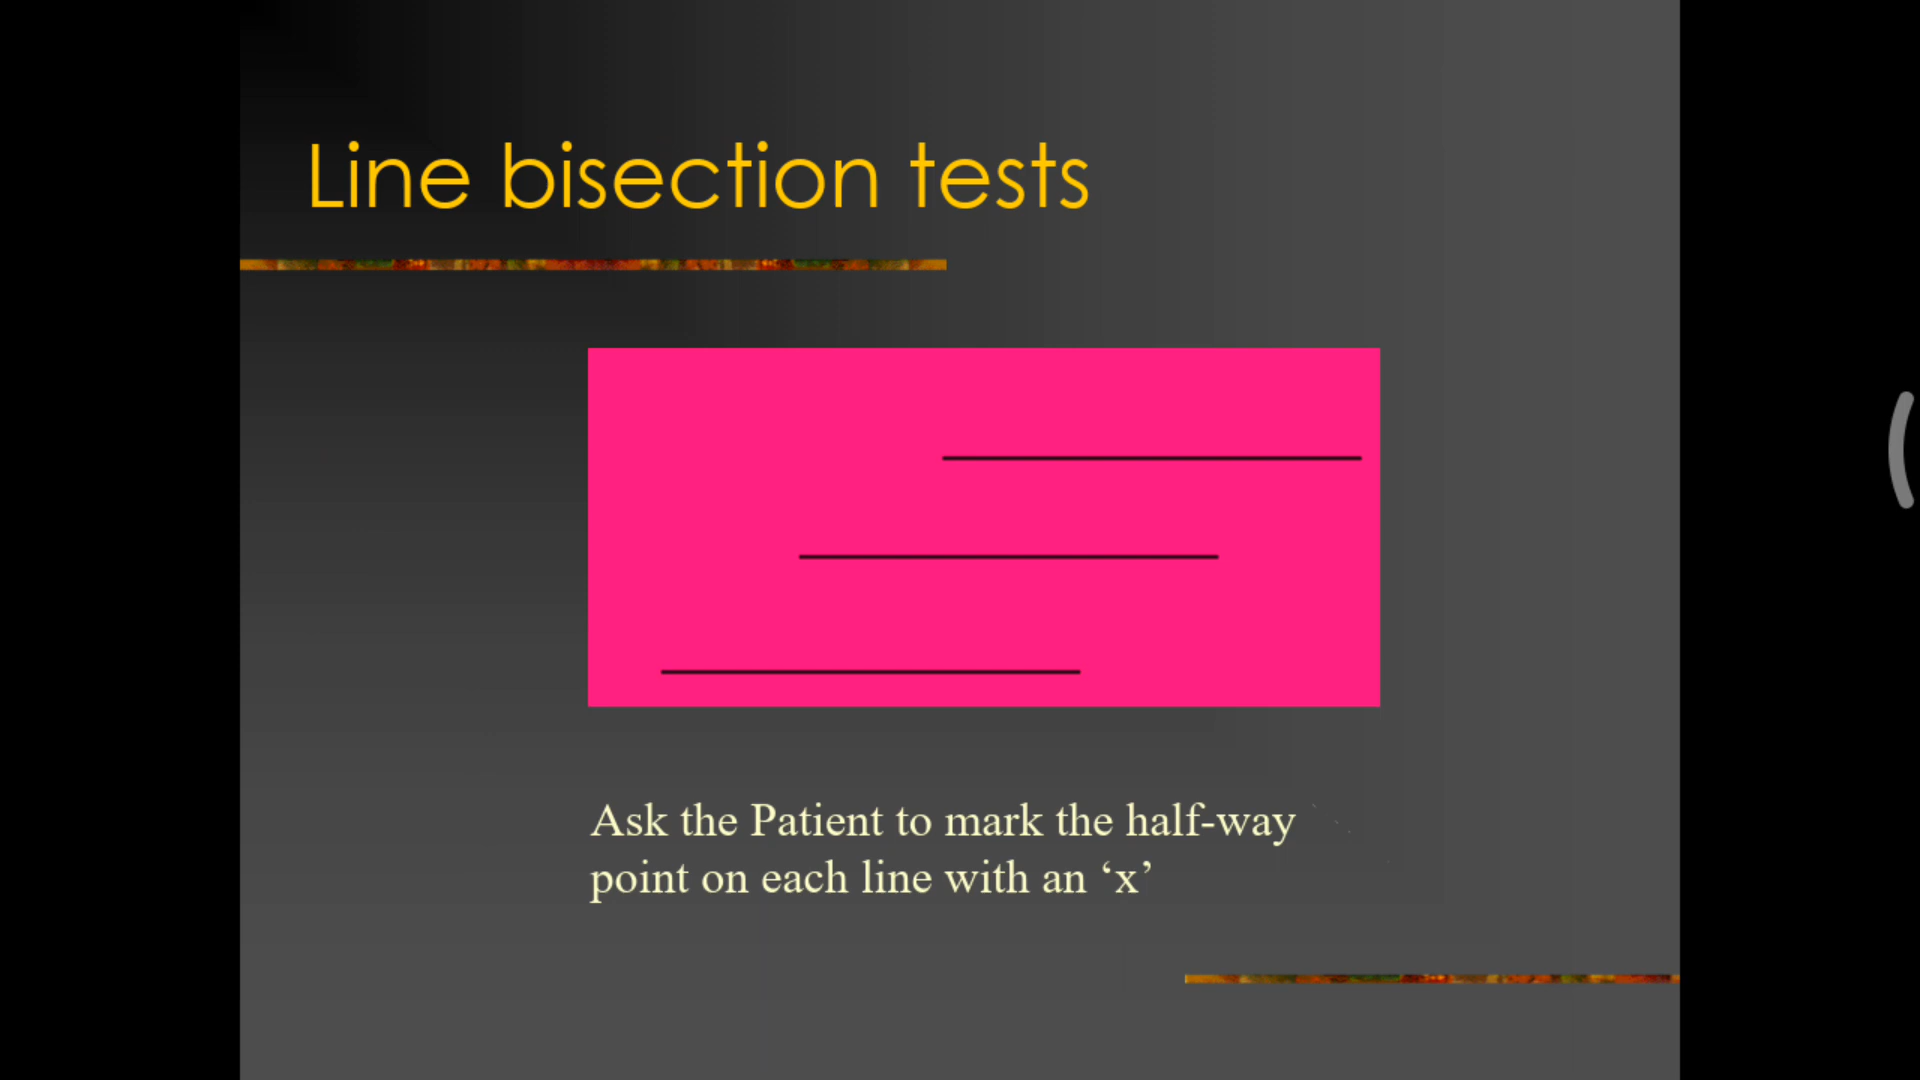 Line bisection tests
Ask the Patient to mark the half-way
point on each line with an ‘x’